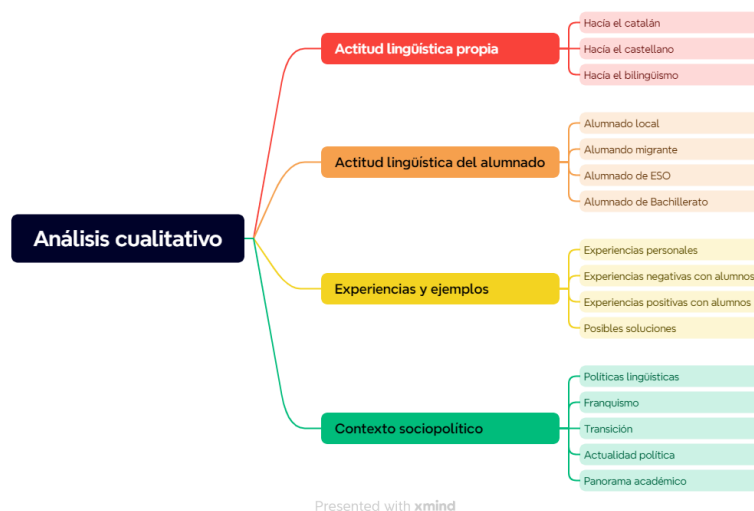 Análisis cualitativo
Actitud lingüística propia
Hacía el catalán
Hacía el castellano
Hacía el bilingüismo
Actitud lingüística del alumnado
Alumnado local
Alumando migrante
Alumnado de ESO
Alumnado de Bachillerato
Experiencias y ejemplos
Experiencias personales
Experiencias negativas con alumnos
Experiencias positivas con alumnos
Posibles soluciones
Contexto sociopolítico
Políticas lingüísticas
Franquismo
Transición
Actualidad política
Panorama académico
Presented with xmind